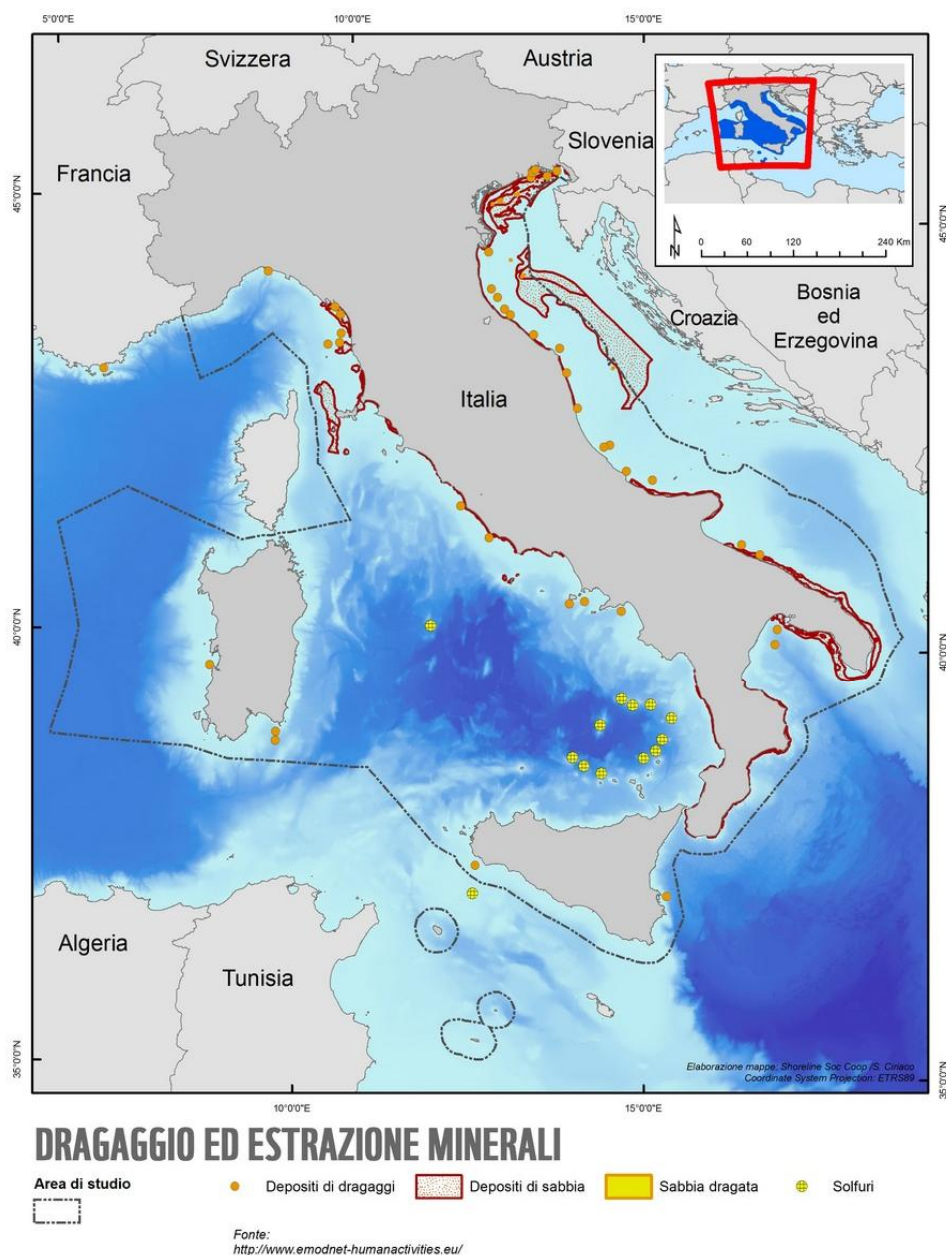 5°0'0"E
10°0'0"E
15°0'0"E
Svizzera
Austria
Slovenia
Francia
45°0'0"N
45°0'0"N
N
0 60 120 240 Km
Bosnia
ed
Erzegovina
Croazia
Italia
40°0'0"N
40°0'0"N
Algeria
Tunisia
35°0'0"N
35°0'0"N
Elaborazione mappe: Shoreline Soc Coop /S. Ciriaco
Coordinate System Projection: ETRS89
10°0'0"E
15°0'0"E
DRAGAGGIO ED ESTRAZIONE MINERALI
Area di studio
Depositi di dragaggi
Depositi di sabbia
Sabbia dragata
Solfuri
Fonte:
http://www.emodnet-humanactivities.eu/